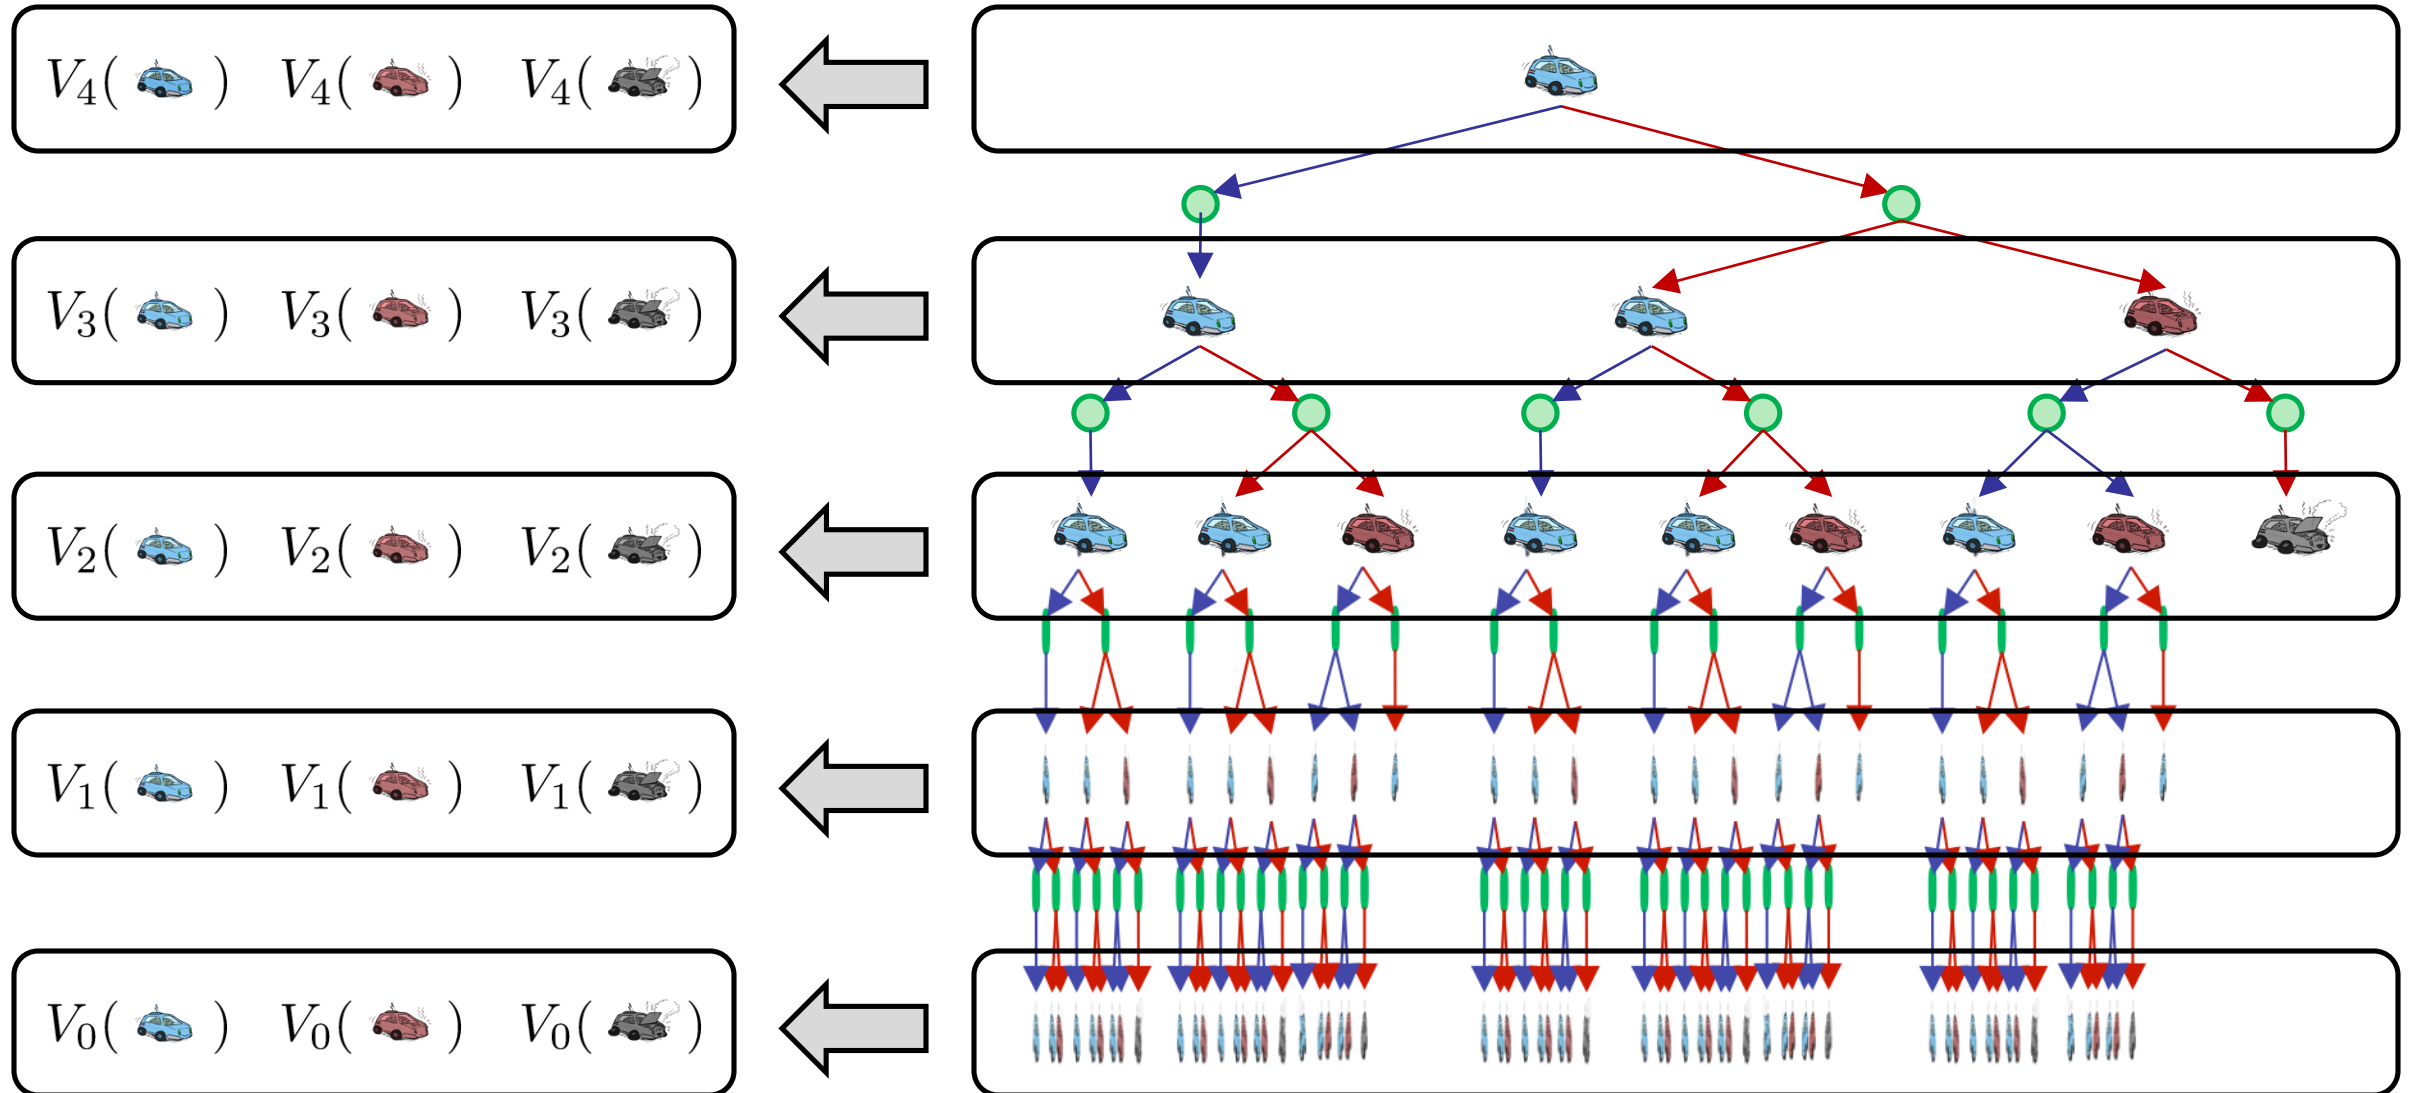 V₄( ) V₄( ) V₄( )
V₃( ) V₃( ) V₃( )
V₂( ) V₂( ) V₂( )
V₁( ) V₁( ) V₁( )
V₀( ) V₀( ) V₀( )